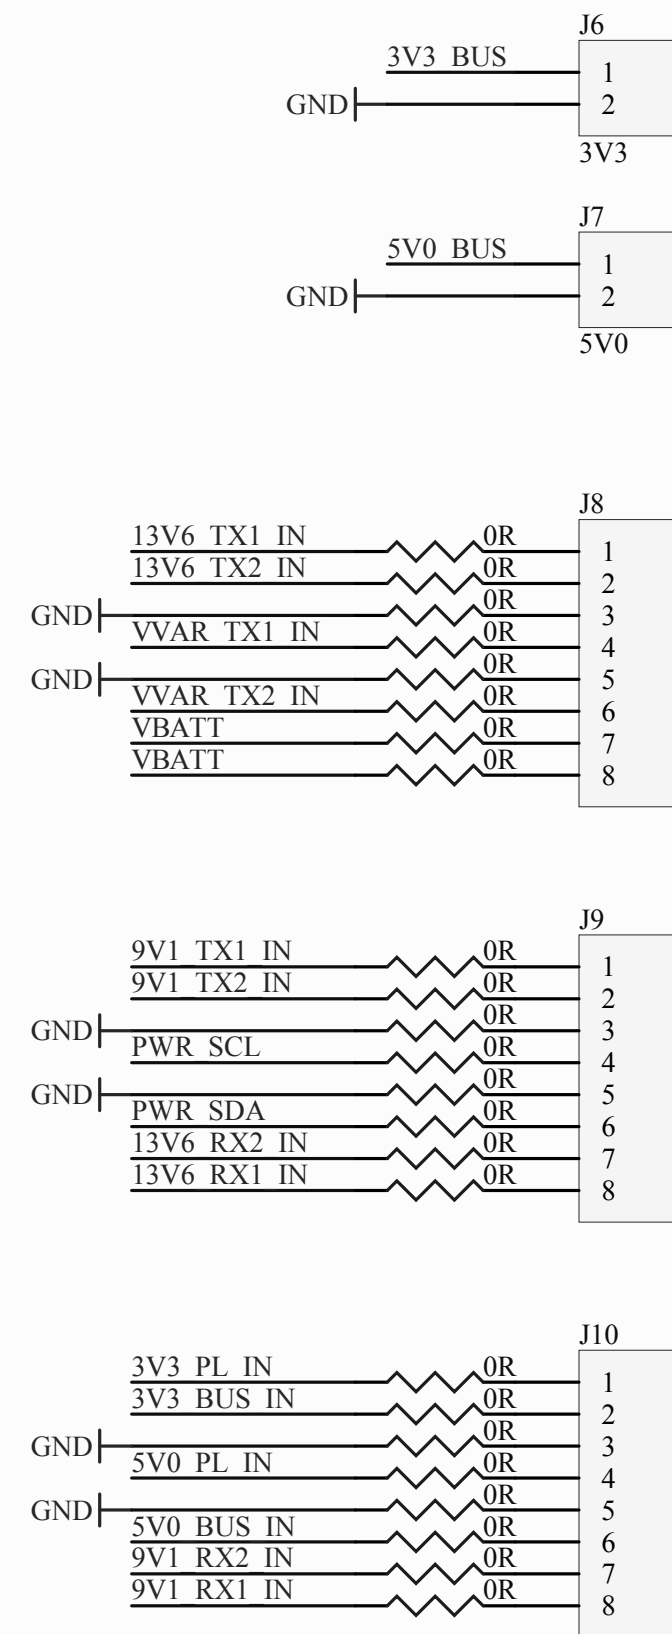 J6
3V3_BUS 1
GND 2
3V3
J7
5V0_BUS 1
GND 2
5V0
J8
13V6_TX1_IN 0R 1
13V6_TX2_IN 0R 2
GND 0R 3
VVAR_TX1_IN 0R 4
GND 0R 5
VVAR_TX2_IN 0R 6
VBATT 0R 7
VBATT 0R 8
J9
9V1_TX1_IN 0R 1
9V1_TX2_IN 0R 2
GND 0R 3
PWR_SCL 0R 4
GND 0R 5
PWR_SDA 0R 6
13V6_RX2_IN 0R 7
13V6_RX1_IN 0R 8
J10
3V3_PL_IN 0R 1
3V3_BUS_IN 0R 2
GND 0R 3
5V0_PL_IN 0R 4
GND 0R 5
5V0_BUS_IN 0R 6
9V1_RX2_IN 0R 7
9V1_RX1_IN 0R 8